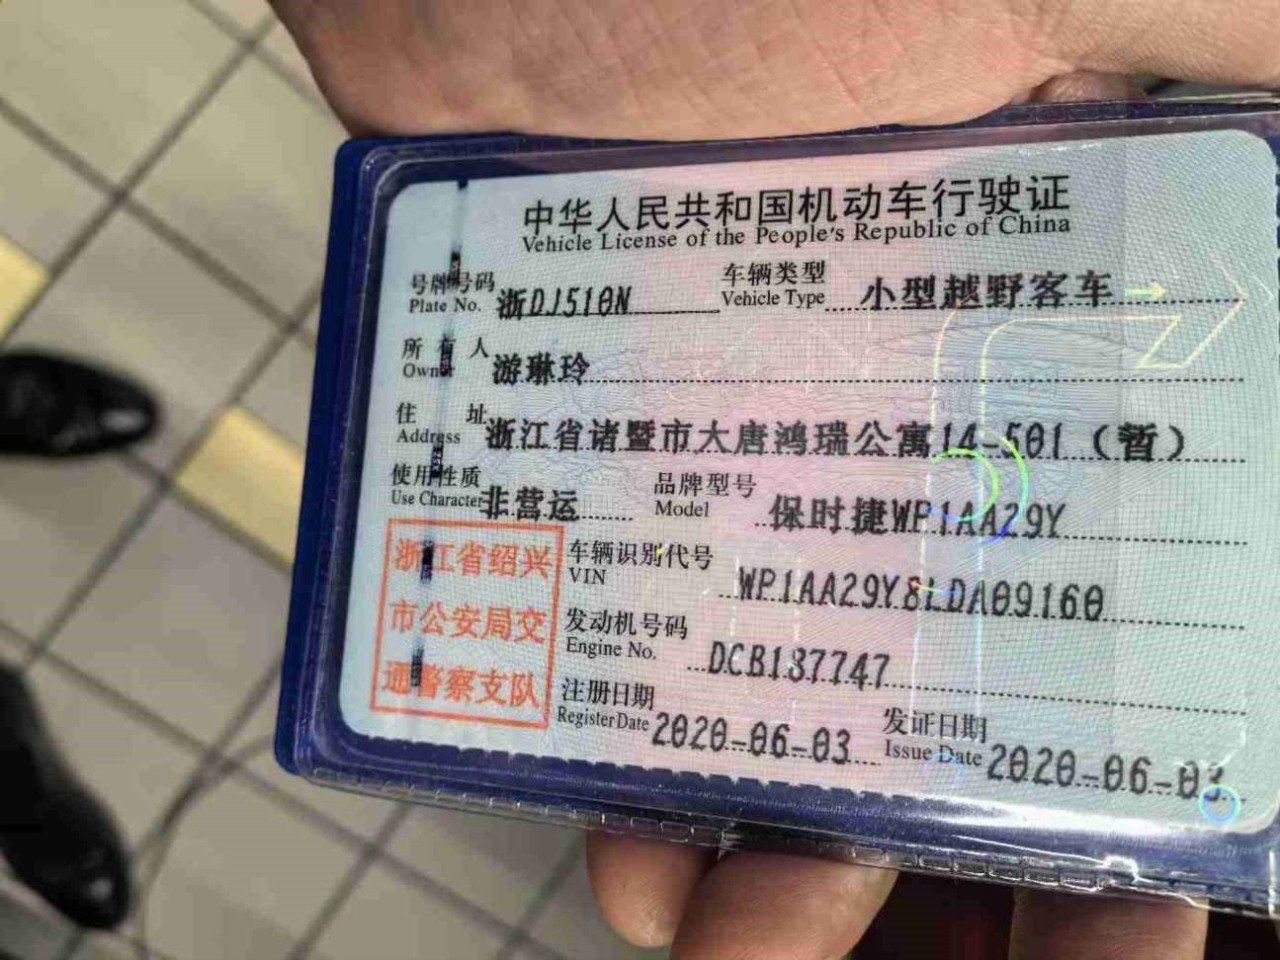 中华人民共和国机动车行驶证
Vehicle License of the People's Republic of China
号牌号码 浙DJ510N 车辆类型 小型越野客车
Plate No. Vehicle Type
所有人 游琳玲
Owner
住址 浙江省诸暨市大唐鸿瑞公寓14-501（暂）
Address
使用性质 非营运 品牌型号 保时捷WP1AA29Y
Use Character Model
浙江省绍兴
市公安局交
通警察支队
车辆识别代号 WP1AA29Y8LDA09160
VIN
发动机号码 DCB187747
Engine No.
注册日期 2020-06-03 发证日期 2020-06-03
Register Date Issue Date